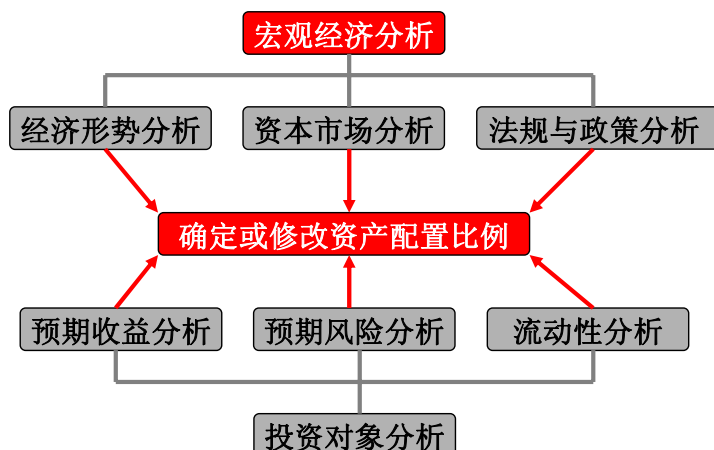 宏观经济分析
经济形势分析
资本市场分析
法规与政策分析
确定或修改资产配置比例
预期收益分析
预期风险分析
流动性分析
投资对象分析